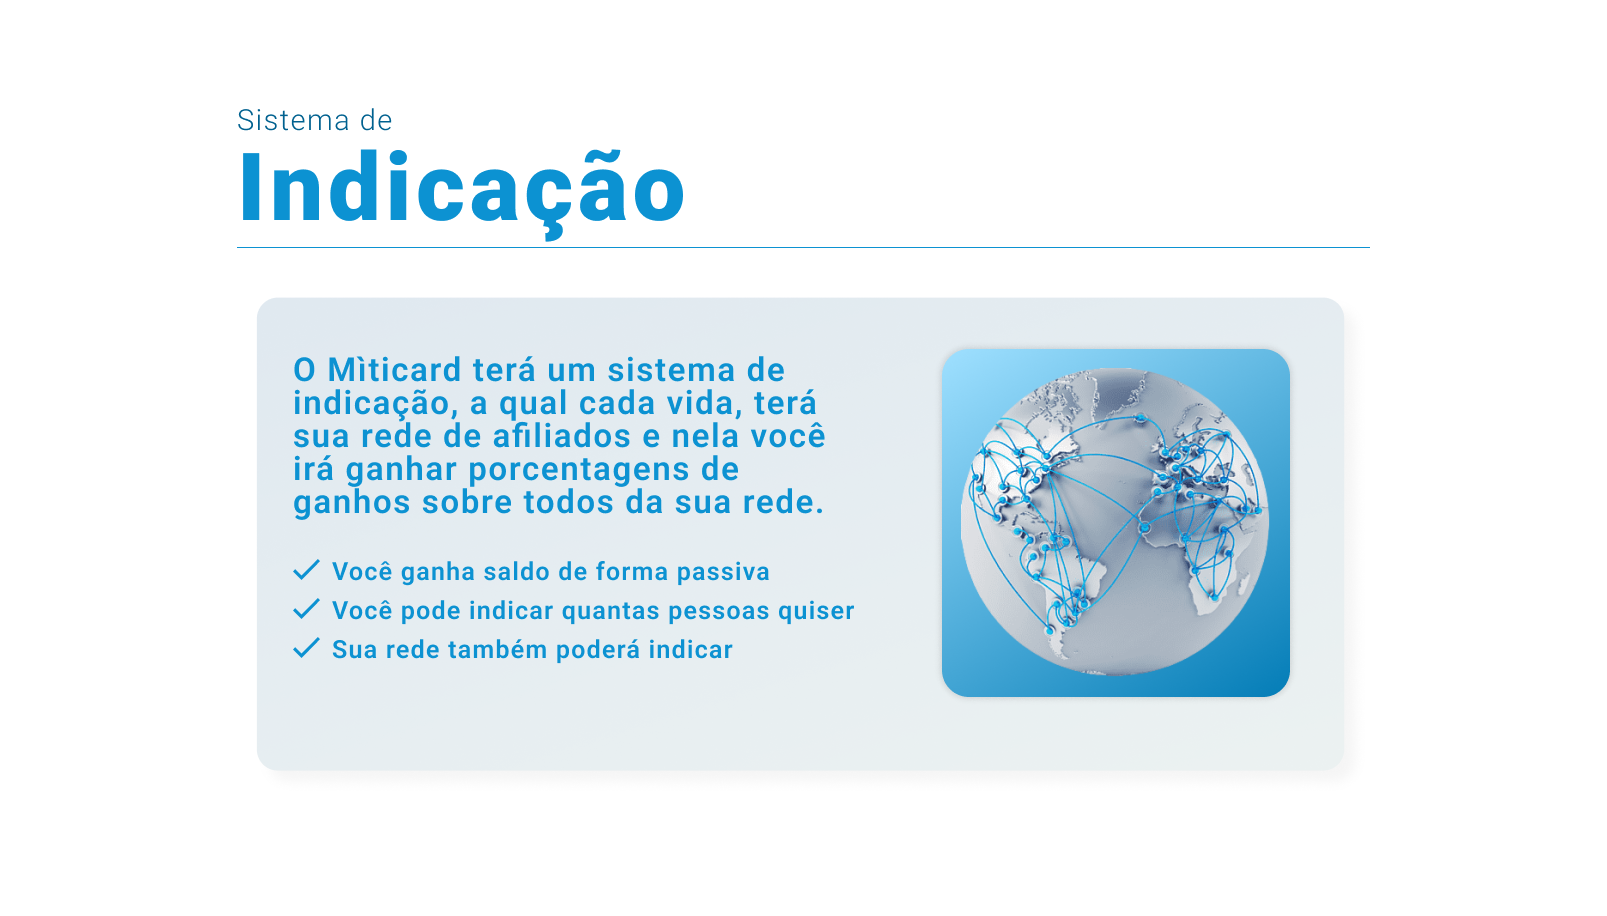 Sistema de
Indicação
O Mìticard terá um sistema de
indicação, a qual cada vida, terá
sua rede de afiliados e nela você
irá ganhar porcentagens de
ganhos sobre todos da sua rede.
Você ganha saldo de forma passiva
Você pode indicar quantas pessoas quiser
Sua rede também poderá indicar